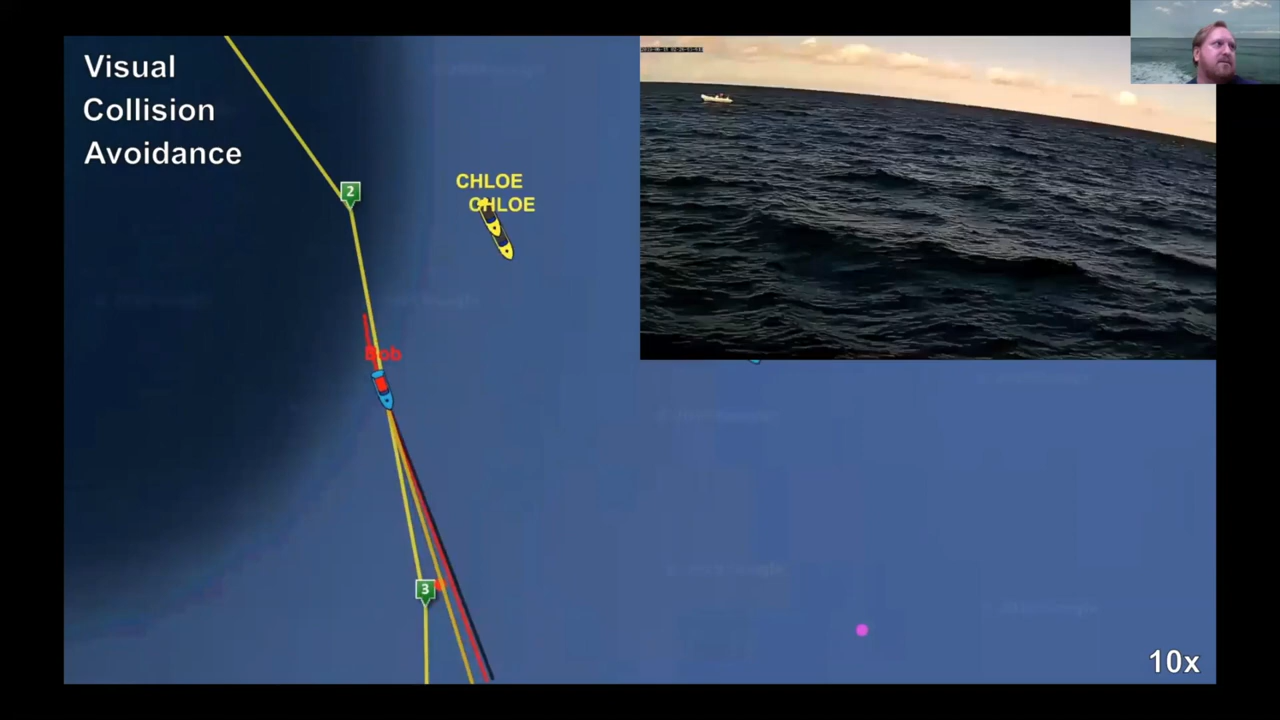 Visual
Collision
Avoidance
2
CHLOE
CHLOE
Bob
3
10x